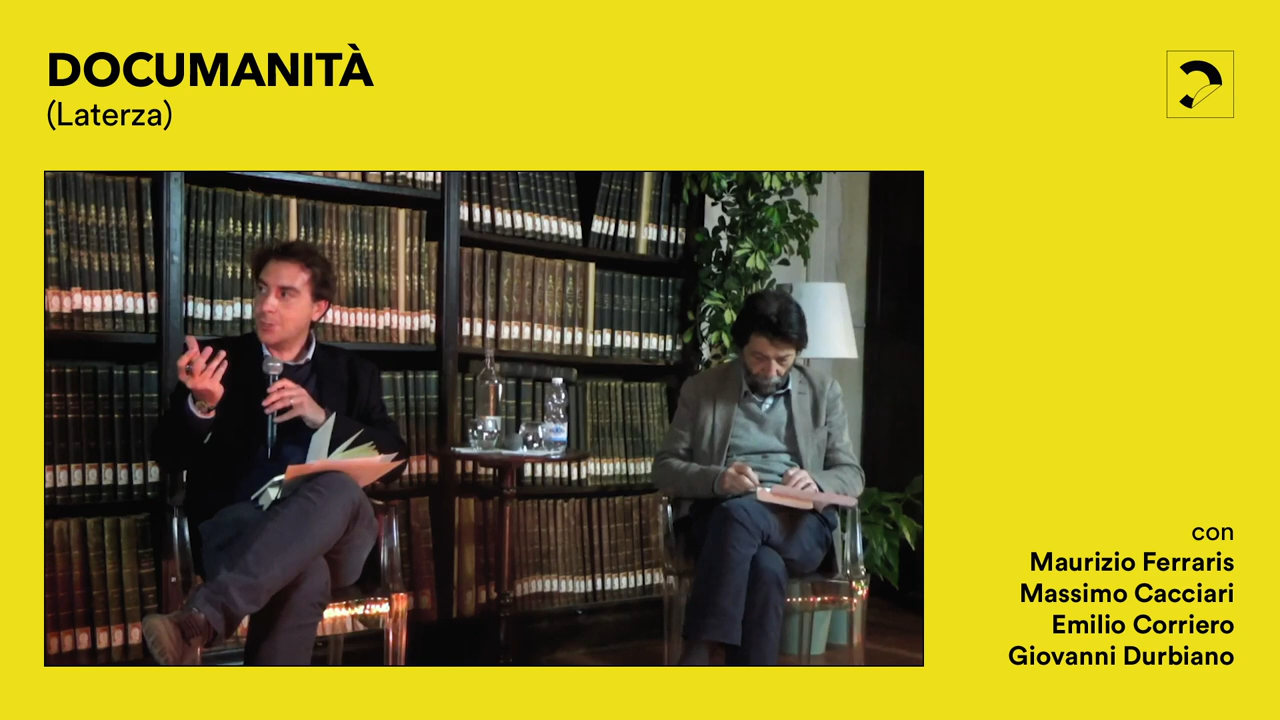 DOCUMANITÀ
(Laterza)
con
Maurizio Ferraris
Massimo Cacciari
Emilio Corriero
Giovanni Durbiano